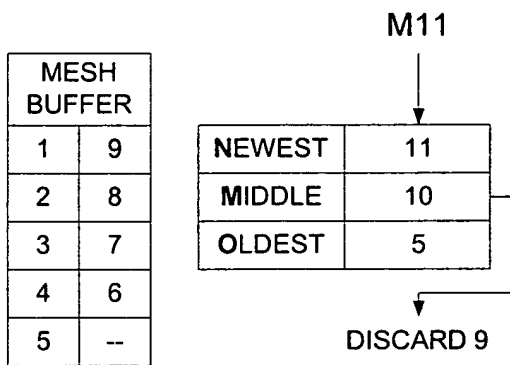 M11
MESH
BUFFER
1 9
2 8
3 7
4 6
5 --
NEWEST 11
MIDDLE 10
OLDEST 5
DISCARD 9